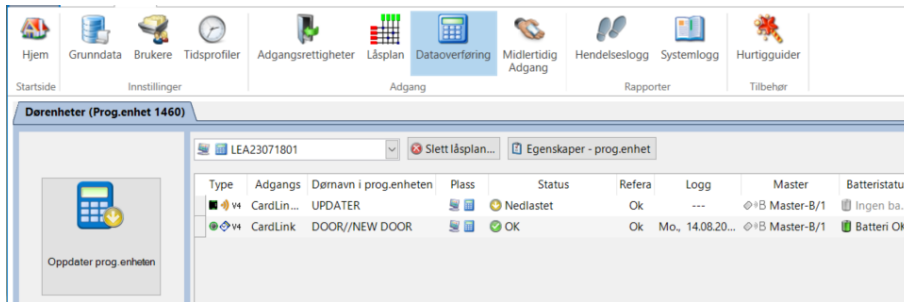 Hjem Grunndata Brukere Tidsprofiler Adgangsrettigheter Låsplan Dataoverføring Midlertidig Adgang Hendelseslogg Systemlogg Hurtigguider
Startside Innstillinger Adgang Rapporter Tilbehør
Dørenheter (Prog.enhet 1460)
LEA23071801 Slett låsplan... Egenskaper - prog.enhet
Type Adgangs Dørnavn i prog.enheten Plass Status Refera Logg Master Batteristatu
V4 CardLin... UPDATER Nedlastet Ok --- Master-B/1 Ingen ba.
V4 CardLink DOOR//NEW DOOR OK Ok Mo., 14.08.20... Master-B/1 Batteri OK
Oppdater prog.enheten